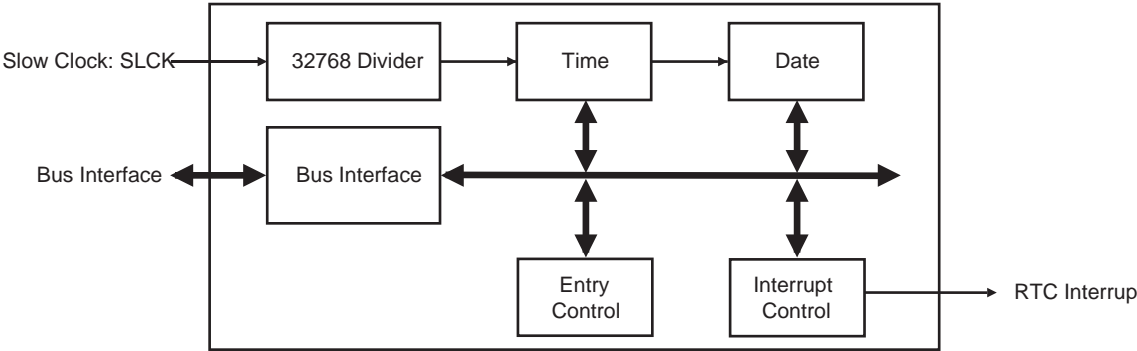 Slow Clock: SLCK
32768 Divider
Time
Date
Bus Interface
Bus Interface
Entry
Control
Interrupt
Control
RTC Interrup